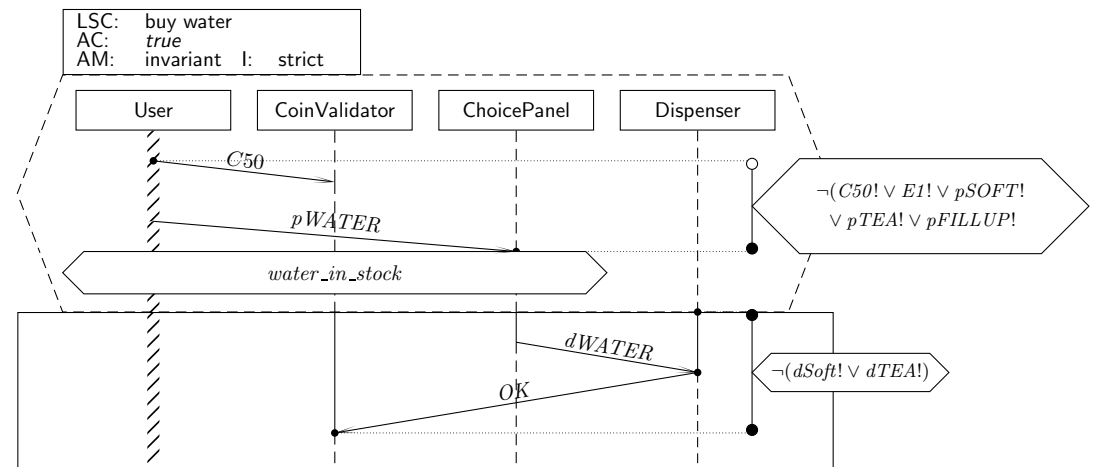 LSC: buy water
AC: true
AM: invariant I: strict
User CoinValidator ChoicePanel Dispenser
C50
¬(C50! ∨ E1! ∨ pSOFT!
∨ pTEA! ∨ pFILLUP!
pWATER
water_in_stock
dWATER
¬(dSoft! ∨ dTEA!)
OK